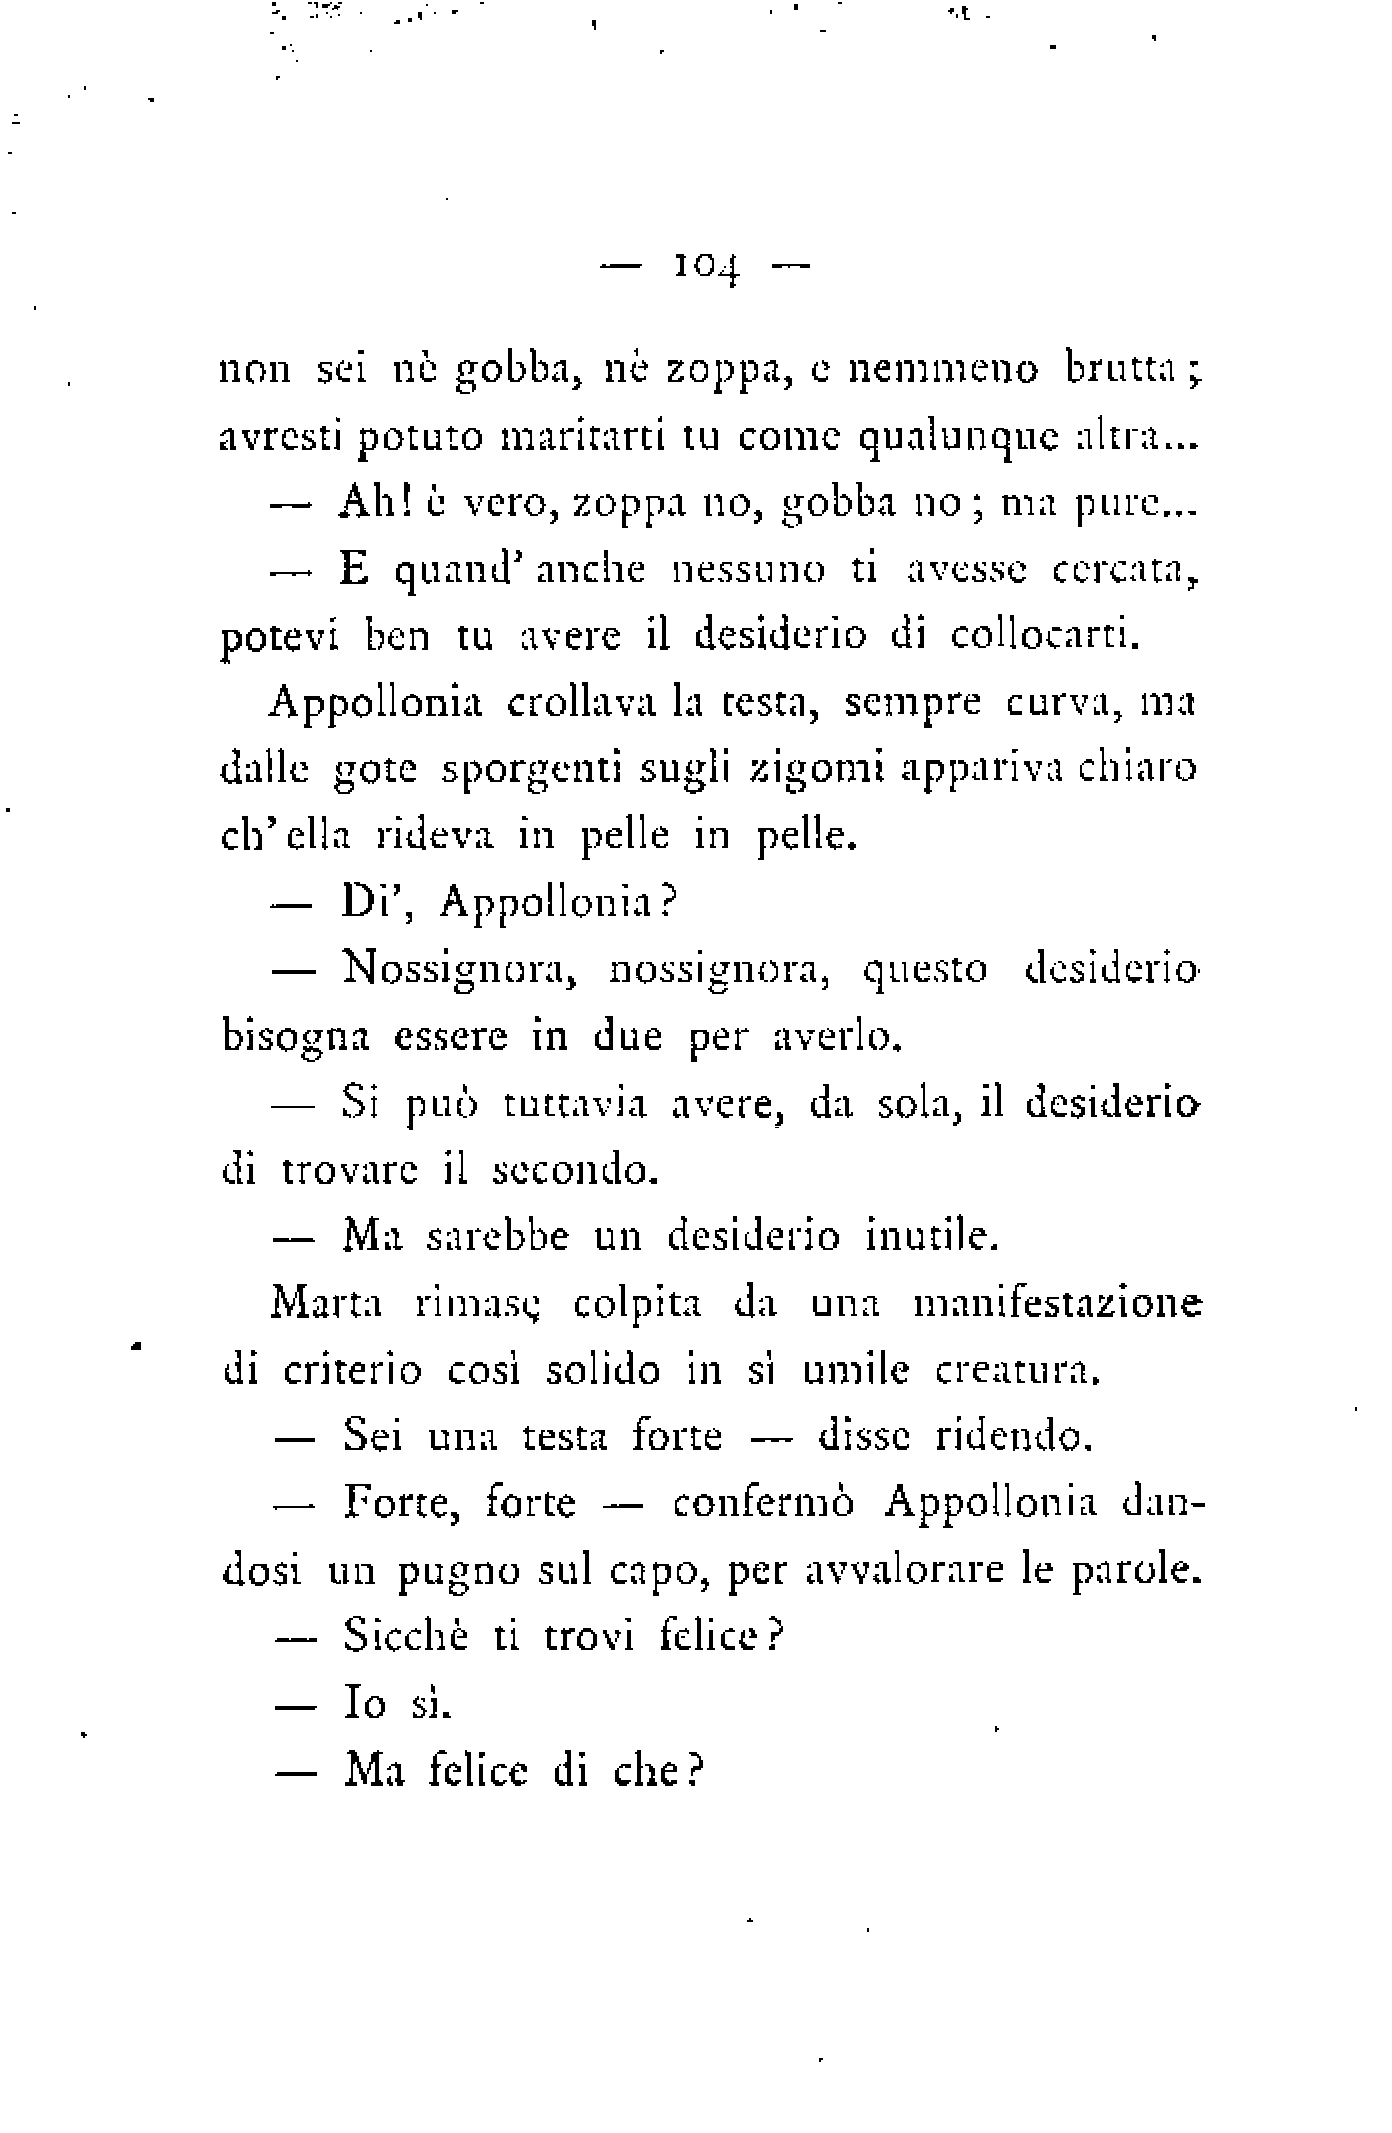 — 104 —
non sei nè gobba, nè zoppa, e nemmeno brutta ;
avresti potuto maritarti tu come qualunque altra...
— Ah! è vero, zoppa no, gobba no ; ma pure...
— E quand' anche nessuno ti avesse cercata,
potevi ben tu avere il desiderio di collocarti.
Appollonia crollava la testa, sempre curva, ma
dalle gote sporgenti sugli zigomi appariva chiaro
ch' ella rideva in pelle in pelle.
— Di', Appollonia ?
— Nossignora, nossignora, questo desiderio
bisogna essere in due per averlo.
— Si può tuttavia avere, da sola, il desiderio
di trovare il secondo.
— Ma sarebbe un desiderio inutile.
Marta rimase colpita da una manifestazione
di criterio così solido in sì umile creatura.
— Sei una testa forte — disse ridendo.
— Forte, forte — confermò Appollonia dan-
dosi un pugno sul capo, per avvalorare le parole.
— Sicchè ti trovi felice ?
— Io sì.
— Ma felice di che ?